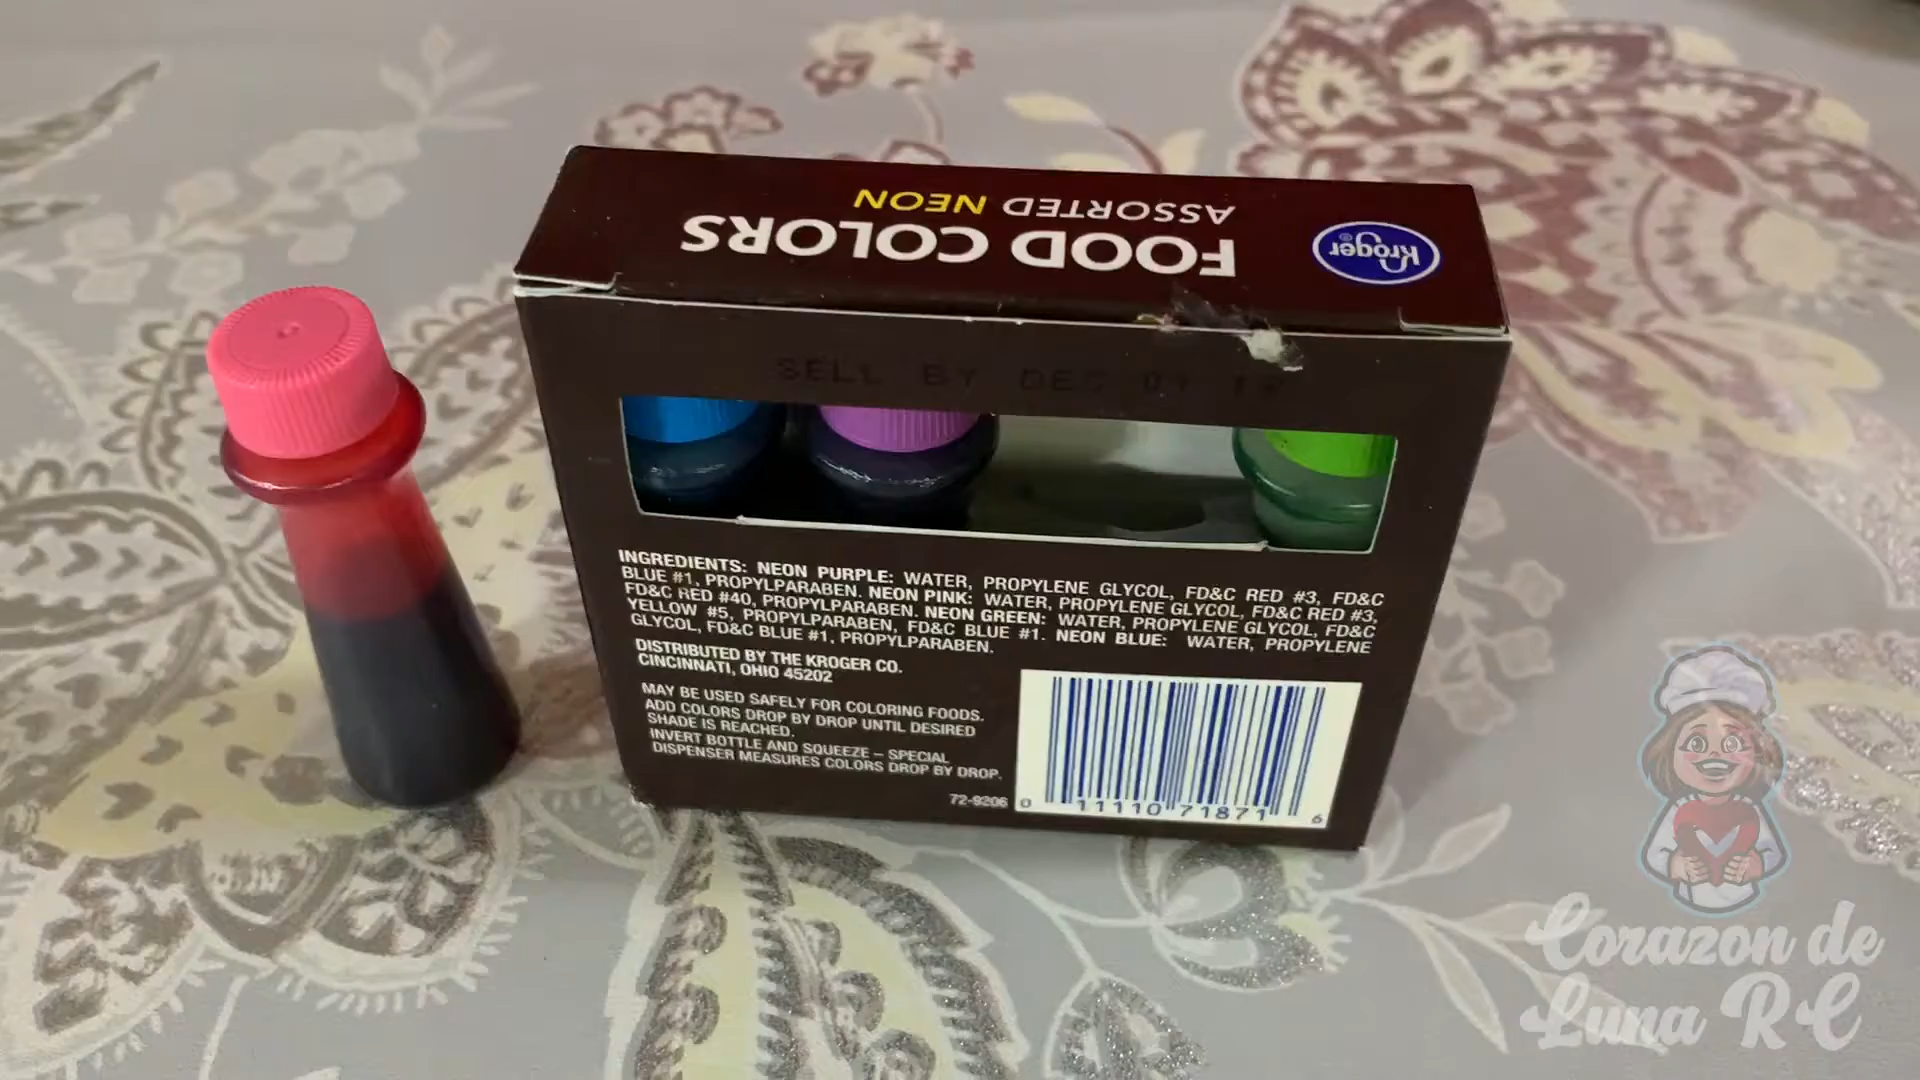 Kroger®
FOOD COLORS
ASSORTED NEON
SELL BY DEC 01
INGREDIENTS: NEON PURPLE: WATER, PROPYLENE GLYCOL, FD&C RED #3, FD&C
BLUE #1, PROPYLPARABEN. NEON PINK: WATER, PROPYLENE GLYCOL, FD&C RED #3,
FD&C RED #40, PROPYLPARABEN. NEON GREEN: WATER, PROPYLENE GLYCOL, FD&C
YELLOW #5, PROPYLPARABEN, FD&C BLUE #1. NEON BLUE: WATER, PROPYLENE
GLYCOL, FD&C BLUE #1, PROPYLPARABEN.
DISTRIBUTED BY THE KROGER CO.
CINCINNATI, OHIO 45202
MAY BE USED SAFELY FOR COLORING FOODS.
ADD COLORS DROP BY DROP UNTIL DESIRED
SHADE IS REACHED.
INVERT BOTTLE AND SQUEEZE – SPECIAL
DISPENSER MEASURES COLORS DROP BY DROP.
72-9206
0 11110 71871 6
Corazon de
Luna RC